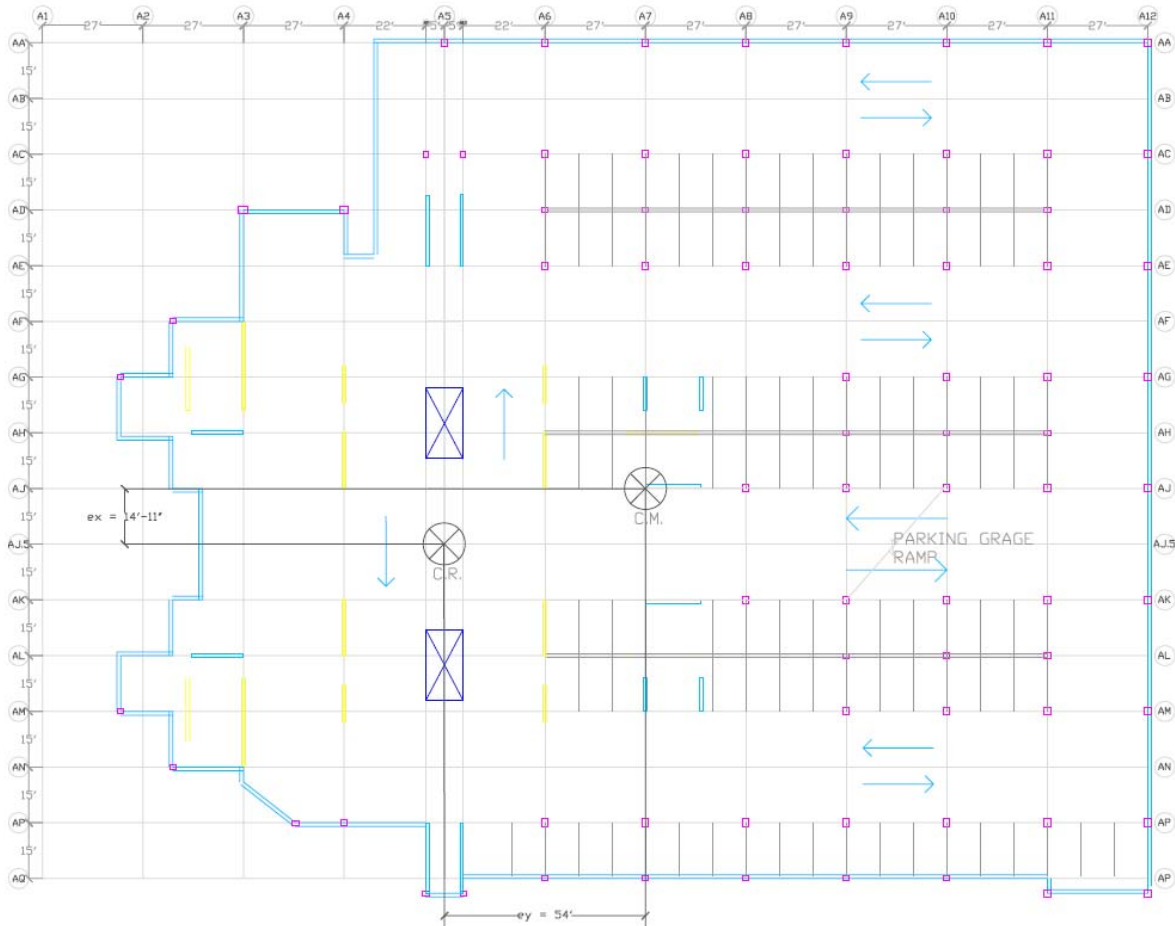 A1 A2 A3 A4 A5 A6 A7 A8 A9 A10 A11 A12
27' 27' 27' 22' 5' 5' 22' 27' 27' 27' 27' 27' 27'
AA AA
15'
AB AB
15'
AC AC
15'
AD AD
15'
AE AE
15'
AF AF
15'
AG AG
15'
AH AH
15'
AJ AJ
15'
ex = 14'-11"
C.M.
PARKING GRAGE
RAMP
AJ.5 AJ.5
C.R.
15'
AK AK
15'
AL AL
15'
AM AM
15'
AN AN
15'
AP AP
15'
AQ AP
ey = 54'